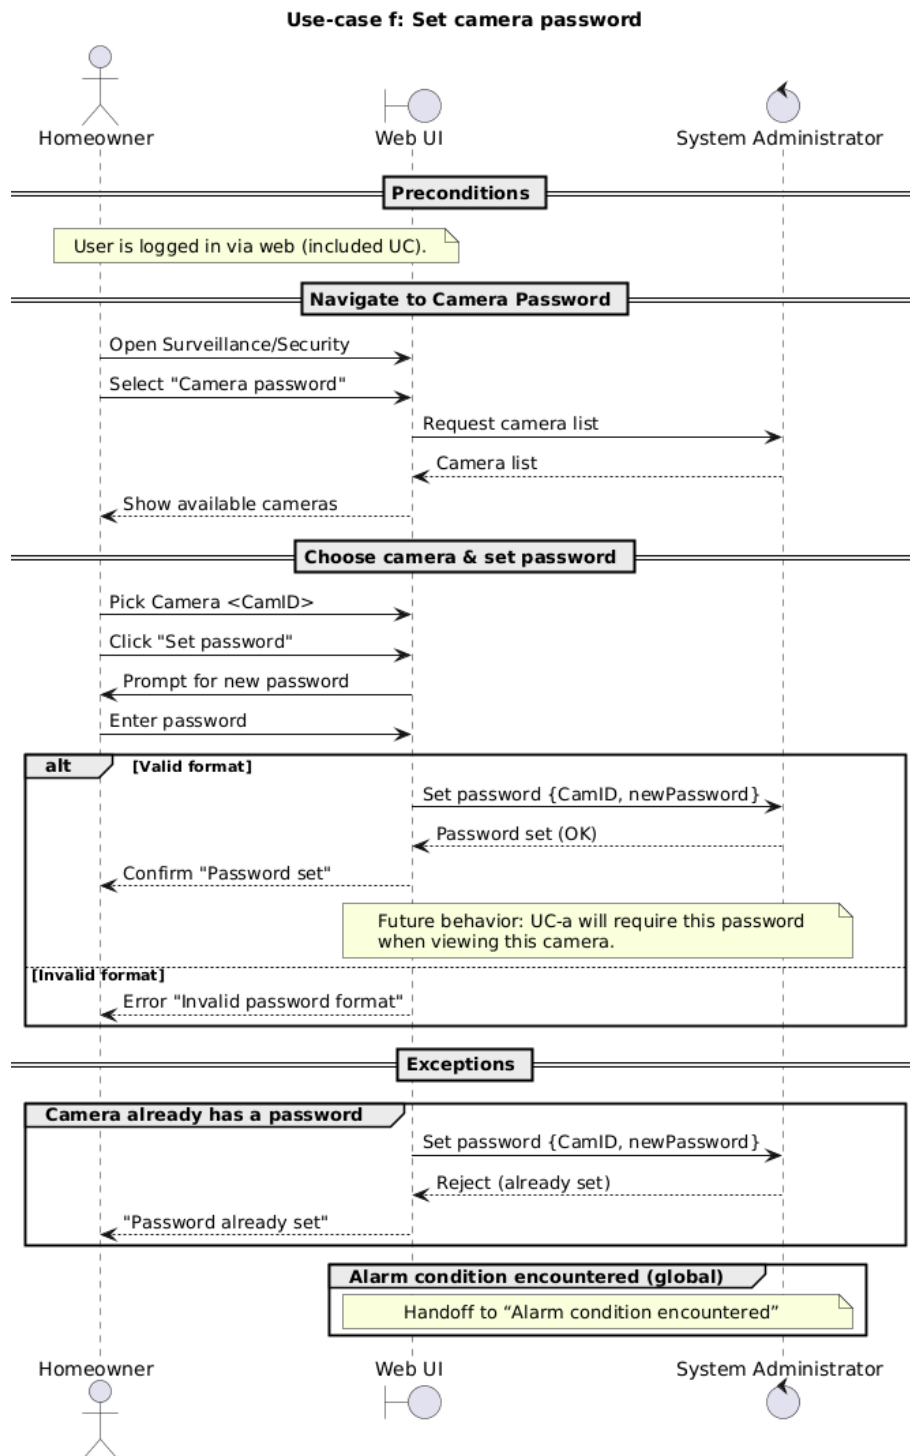 Use-case f: Set camera password
Homeowner
Web UI
System Administrator
Preconditions
User is logged in via web (included UC).
Navigate to Camera Password
Open Surveillance/Security
Select "Camera password"
Request camera list
Camera list
Show available cameras
Choose camera & set password
Pick Camera <CamID>
Click "Set password"
Prompt for new password
Enter password
alt
[Valid format]
Set password {CamID, newPassword}
Password set (OK)
Confirm "Password set"
Future behavior: UC-a will require this password
when viewing this camera.
[Invalid format]
Error "Invalid password format"
Exceptions
Camera already has a password
Set password {CamID, newPassword}
Reject (already set)
"Password already set"
Alarm condition encountered (global)
Handoff to “Alarm condition encountered”
Homeowner
Web UI
System Administrator